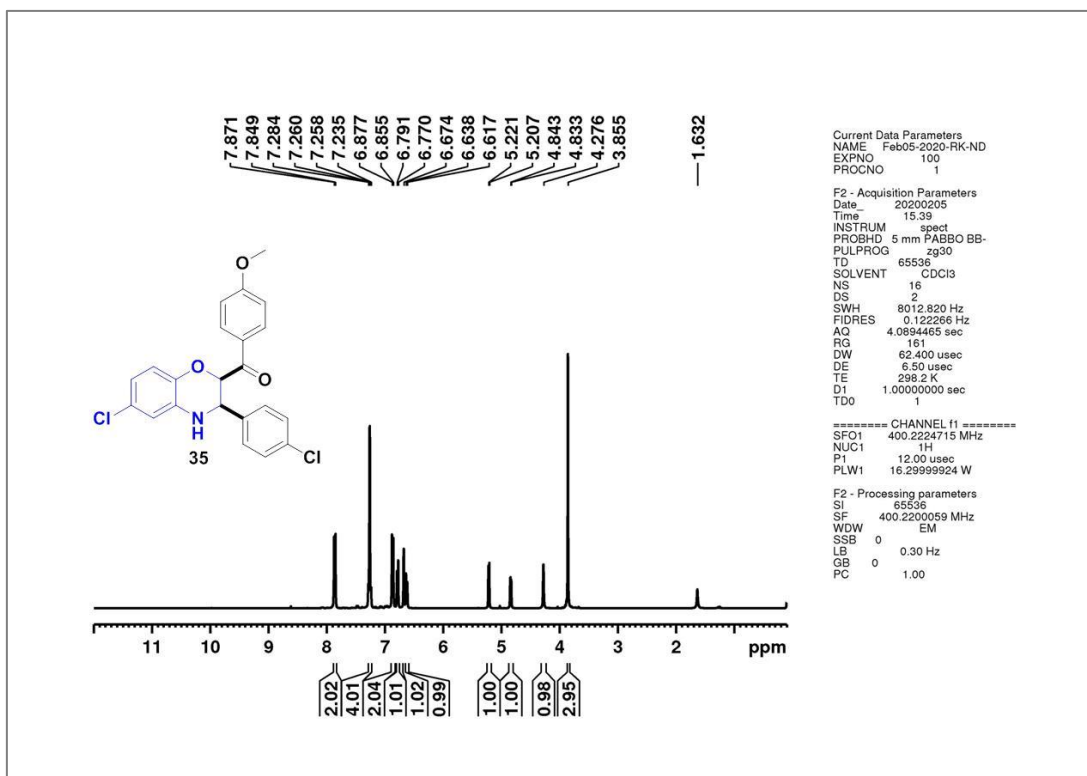 7.871
7.849
7.284
7.260
7.258
7.235
6.877
6.855
6.791
6.770
6.674
6.638
6.617
5.221
5.207
4.843
4.833
4.276
3.855
1.632
Current Data Parameters
NAME Feb05-2020-RK-ND
EXPNO 100
PROCNO 1
F2 - Acquisition Parameters
Date_ 20200205
Time 15.39
INSTRUM spect
PROBHD 5 mm PABBO BB-
PULPROG zg30
TD 65536
SOLVENT CDCl3
NS 16
DS 2
SWH 8012.820 Hz
FIDRES 0.122266 Hz
AQ 4.0894465 sec
RG 161
DW 62.400 usec
DE 6.50 usec
TE 298.2 K
D1 1.00000000 sec
TD0 1
======== CHANNEL f1 ========
SFO1 400.2224715 MHz
NUC1 1H
P1 12.00 usec
PLW1 16.29999924 W
F2 - Processing parameters
SI 65536
SF 400.2200059 MHz
WDW EM
SSB 0
LB 0.30 Hz
GB 0
PC 1.00
O
O
O
Cl
N
H
Cl
35
11 10 9 8 7 6 5 4 3 2 ppm
2.02
4.01
2.04
1.01
1.02
0.99
1.00
1.00
0.98
2.95